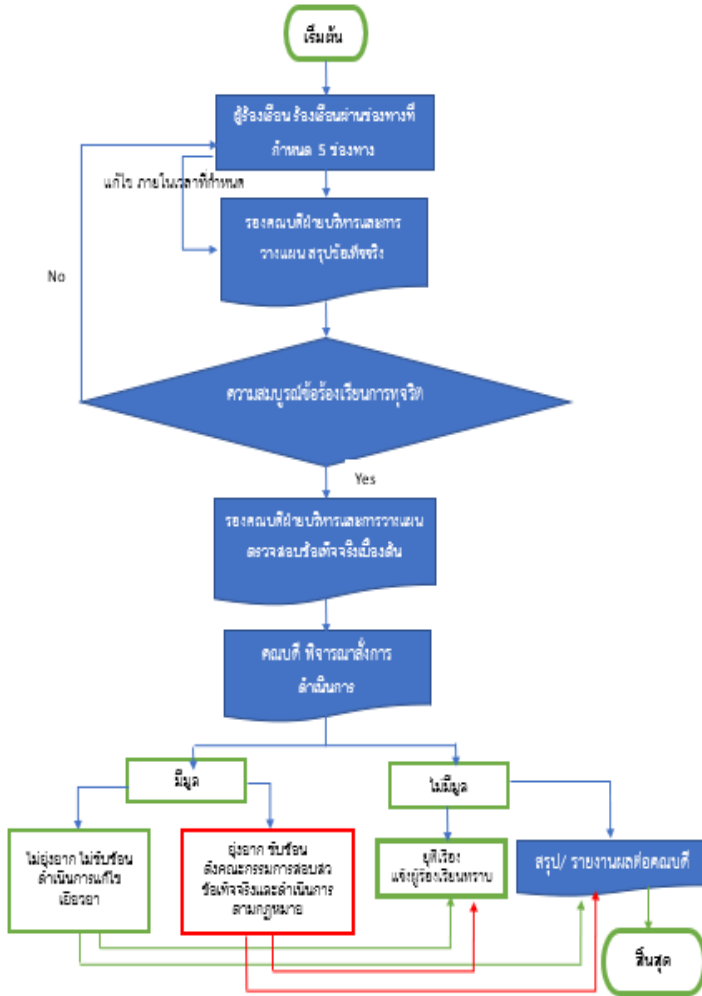 เริ่มต้น
ผู้ร้องเรียน ร้องเรียนผ่านช่องทางที่
กำหนด 5 ช่องทาง
แก้ไข ภายในเวลาที่กำหนด
รองคณบดีฝ่ายบริหารและการ
วางแผน สรุปข้อเท็จจริง
No
ความสมบูรณ์ข้อร้องเรียนการทุจริต
Yes
รองคณบดีฝ่ายบริหารและการวางแผน
ตรวจสอบข้อเท็จจริงเบื้องต้น
คณบดี พิจารณาสั่งการ
ดำเนินการ
มีมูล
ไม่มีมูล
ไม่ยุ่งยาก ไม่ซับซ้อน
ดำเนินการแก้ไข
เยียวยา
ยุ่งยาก ซับซ้อน
ตั้งคณะกรรมการสอบสว
ข้อเท็จจริงและดำเนินการ
ตามกฎหมาย
ยุติเรื่อง
แจ้งผู้ร้องเรียนทราบ
สรุป/ รายงานผลต่อคณบดี
สิ้นสุด